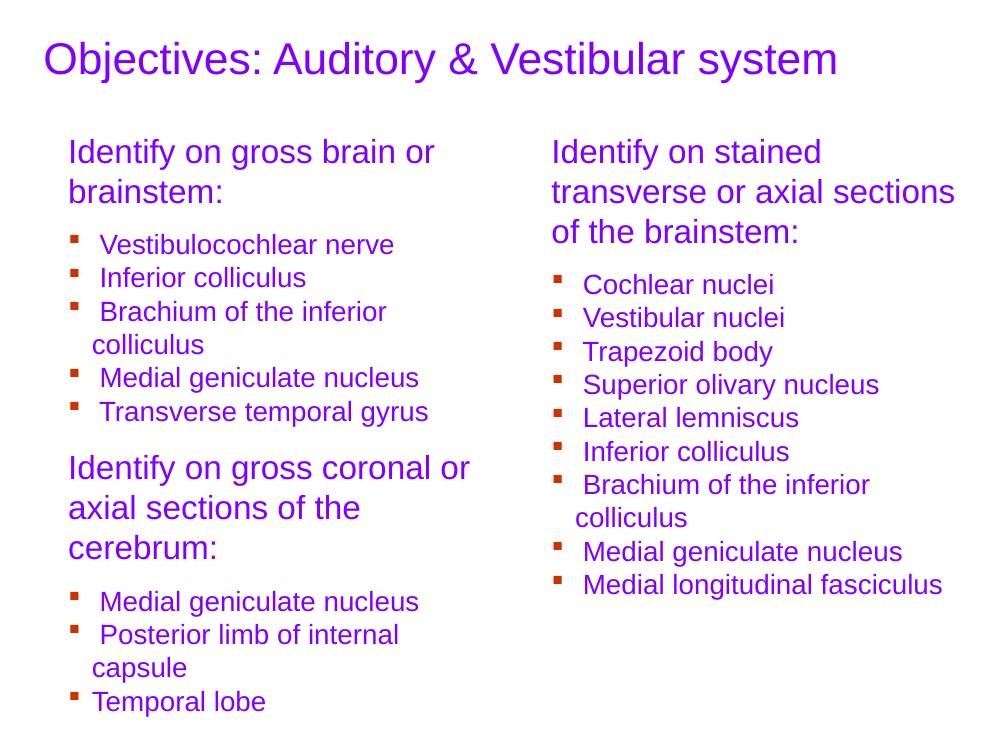 Objectives: Auditory & Vestibular system
Identify on gross brain or
brainstem:
▪ Vestibulocochlear nerve
▪ Inferior colliculus
▪ Brachium of the inferior
colliculus
▪ Medial geniculate nucleus
▪ Transverse temporal gyrus
Identify on gross coronal or
axial sections of the
cerebrum:
▪ Medial geniculate nucleus
▪ Posterior limb of internal
capsule
▪ Temporal lobe
Identify on stained
transverse or axial sections
of the brainstem:
▪ Cochlear nuclei
▪ Vestibular nuclei
▪ Trapezoid body
▪ Superior olivary nucleus
▪ Lateral lemniscus
▪ Inferior colliculus
▪ Brachium of the inferior
colliculus
▪ Medial geniculate nucleus
▪ Medial longitudinal fasciculus